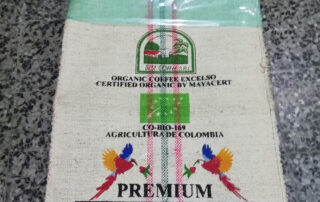 ORGANIC COFFEE EXCELSO
CERTIFIED ORGANIC BY MAYACERT
CO-BIO-169
AGRICULTURA DE COLOMBIA
PREMIUM